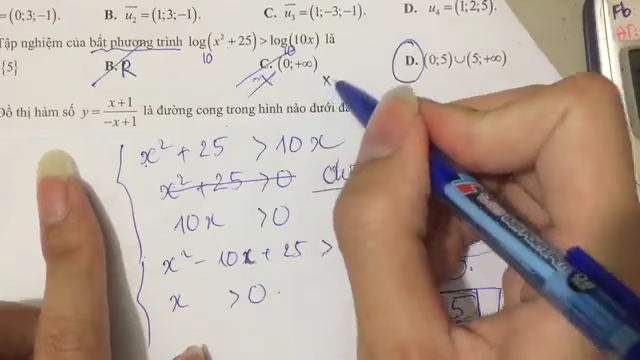 = (0;3;−1). B. u₂ = (1;3;−1). C. u₃ = (1;−3;−1). D. u₄ = (1;2;5).
Tập nghiệm của bất phương trình log(x² + 25) > log(10x) là
10 10
{5} B. R C. (0;+∞) D. (0;5)∪(5;+∞)
x
Đồ thị hàm số y = (x+1)/(−x+1) là đường cong trong hình nào dưới
x² + 25 > 10x
x² + 25 > 0
10x > 0
x² − 10x + 25 >
x > 0
5